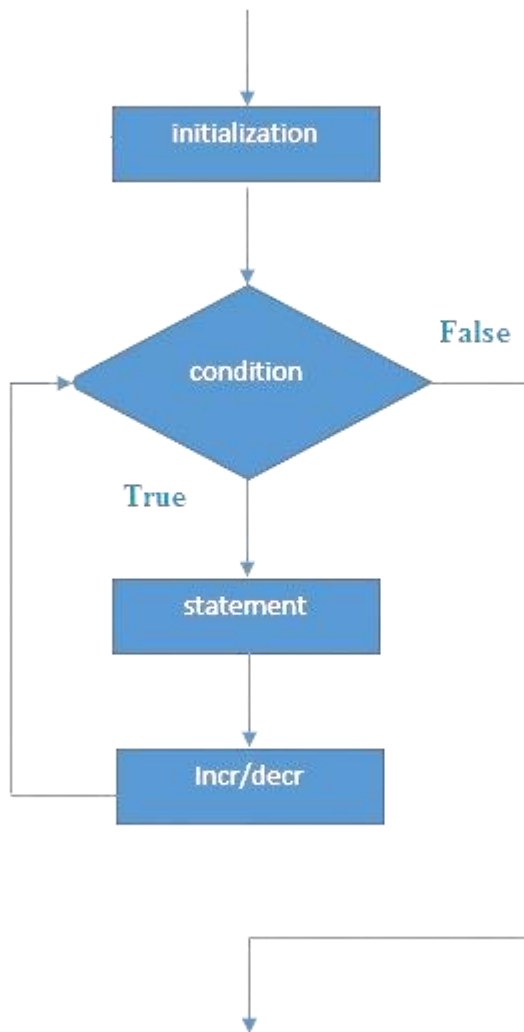 initialization
condition
False
True
statement
Incr/decr